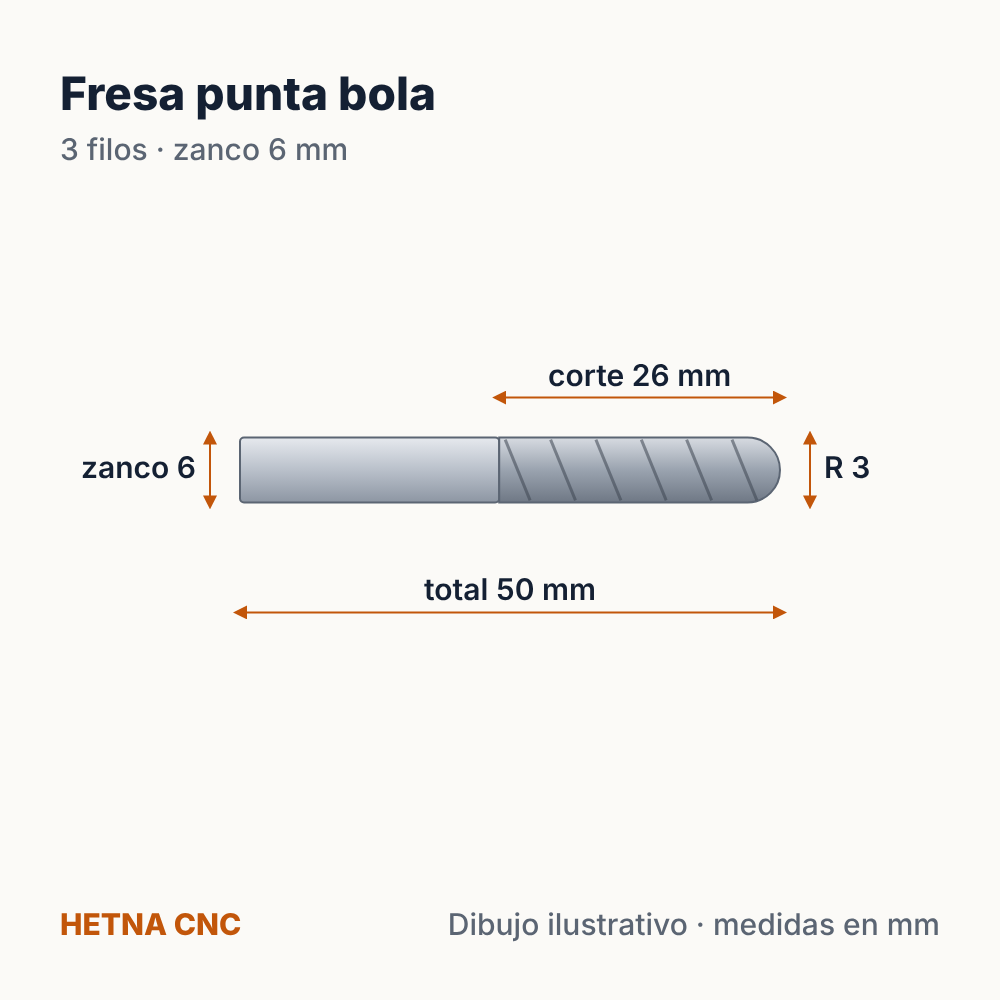 Fresa punta bola
3 filos · zanco 6 mm
corte 26 mm
zanco 6
R 3
total 50 mm
HETNA CNC
Dibujo ilustrativo · medidas en mm